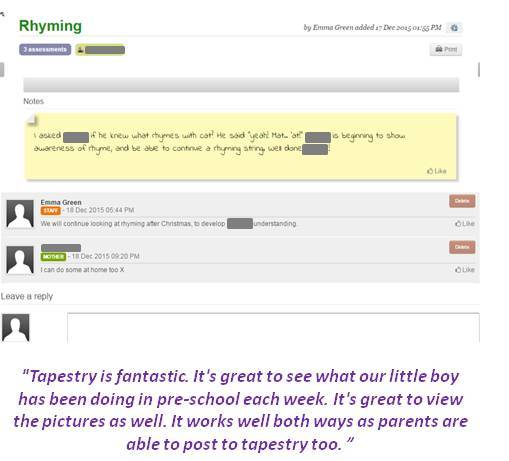 Rhyming
by Emma Green added 17 Dec 2015 01:55 PM
3 assessments
Print
Notes
I asked if he knew what rhymes with cat? He said "yeah! Mat... 'at!" is beginning to show
awareness of rhyme, and be able to continue a rhyming string, well done !
Like
Emma Green
Delete
STAFF - 18 Dec 2015 05:44 PM
We will continue looking at rhyming after Christmas, to develop understanding.
Like
Delete
MOTHER - 18 Dec 2015 09:20 PM
I can do some at home too X
Like
Leave a reply
"Tapestry is fantastic. It's great to see what our little boy
has been doing in pre-school each week. It's great to view
the pictures as well. It works well both ways as parents are
able to post to tapestry too. "